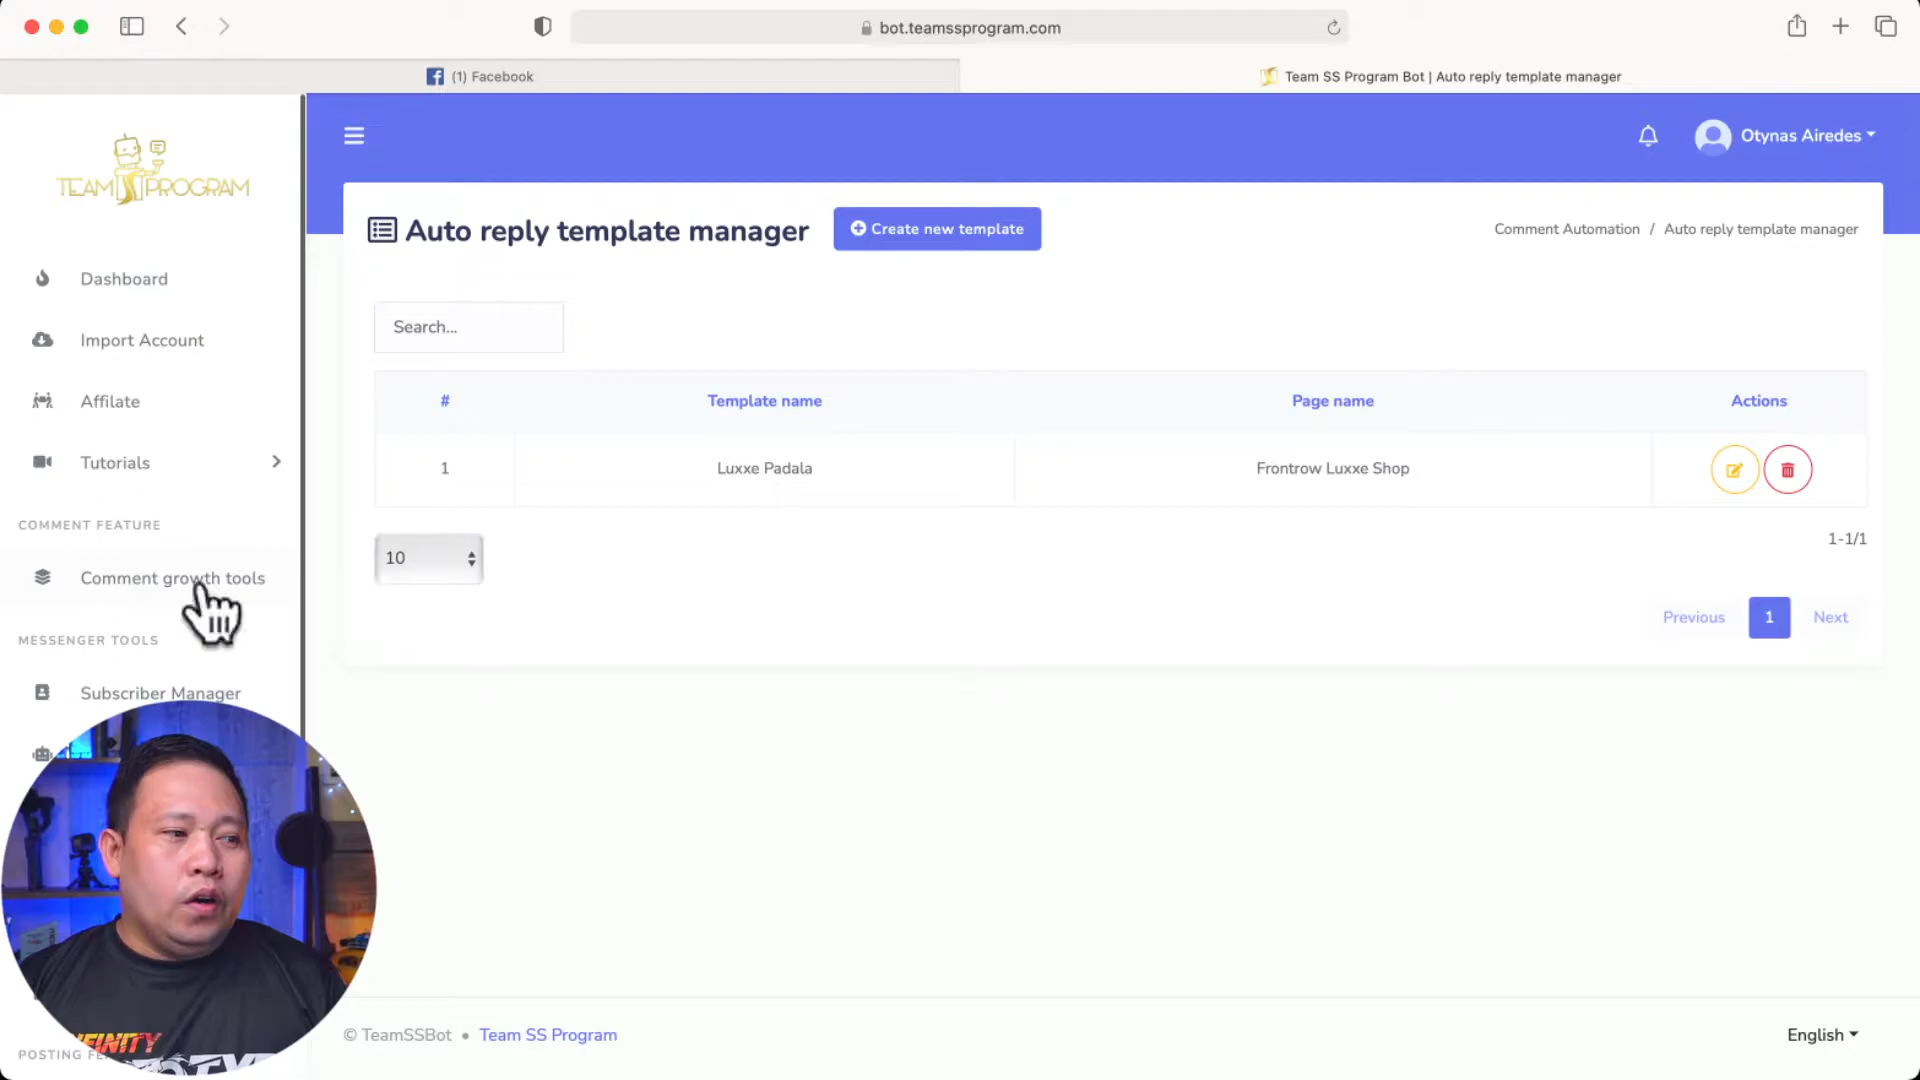 bot.teamssprogram.com
(1) Facebook
Team SS Program Bot | Auto reply template manager
TEAM SS PROGRAM
Otynas Airedes
Auto reply template manager
Create new template
Comment Automation / Auto reply template manager
Dashboard
Import Account
Affilate
Tutorials
COMMENT FEATURE
Comment growth tools
MESSENGER TOOLS
Subscriber Manager
Search...
# Template name Page name Actions
1 Luxxe Padala Frontrow Luxxe Shop
10
1-1/1
Previous 1 Next
© TeamSSBot • Team SS Program
English
POSTING